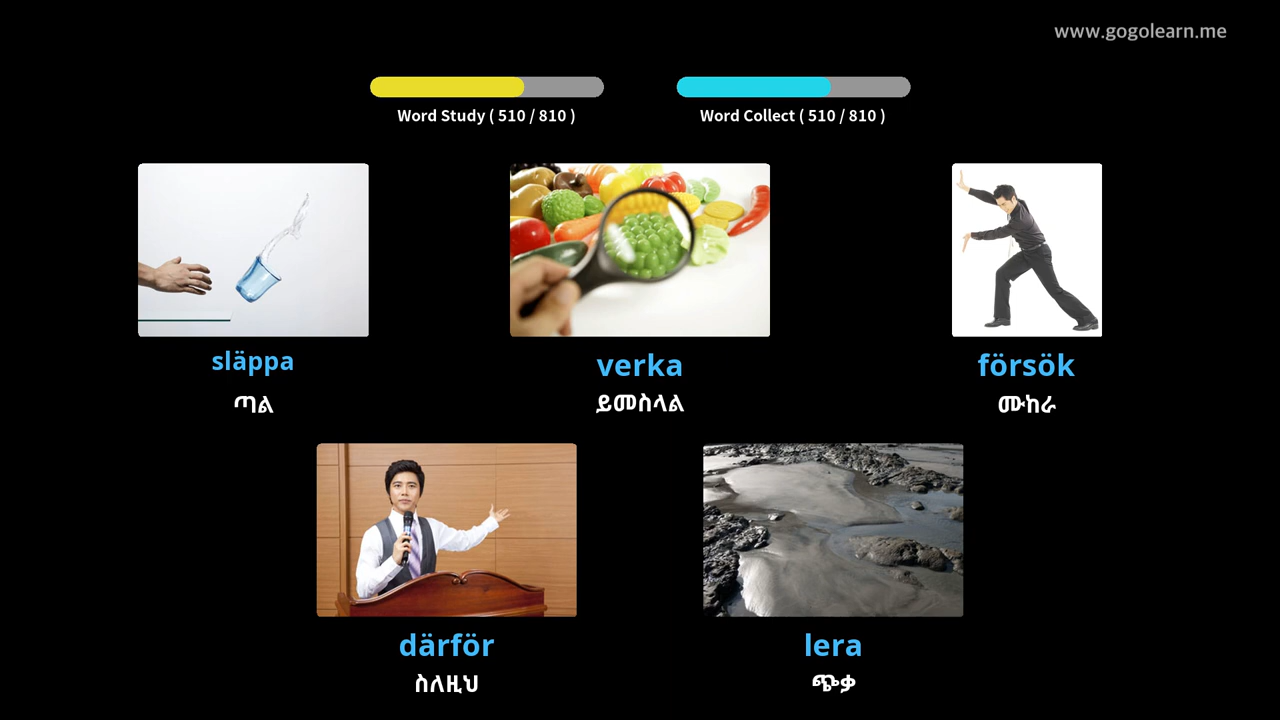 www.gogolearn.me
Word Study ( 510 / 810 )
Word Collect ( 510 / 810 )
släppa
ጣል
verka
ይመስላል
försök
ሙከራ
därför
ስለዚህ
lera
ጭቃ